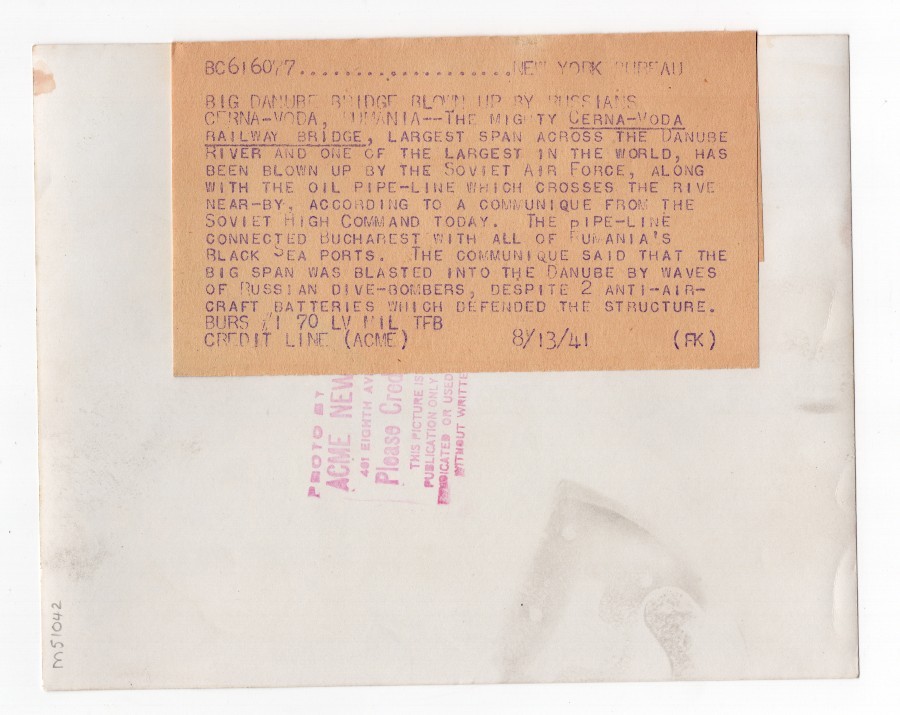 BC616077.....................NEW YORK BUREAU
BIG DANUBE BRIDGE BLOWN UP BY RUSSIANS
CERNA-VODA, RUMANIA--THE MIGHTY CERNA-VODA
RAILWAY BRIDGE, LARGEST SPAN ACROSS THE DANUBE
RIVER AND ONE OF THE LARGEST IN THE WORLD, HAS
BEEN BLOWN UP BY THE SOVIET AIR FORCE, ALONG
WITH THE OIL PIPE-LINE WHICH CROSSES THE RIVE
NEAR-BY, ACCORDING TO A COMMUNIQUE FROM THE
SOVIET HIGH COMMAND TODAY. THE PIPE-LINE
CONNECTED BUCHAREST WITH ALL OF RUMANIA'S
BLACK SEA PORTS. THE COMMUNIQUE SAID THAT THE
BIG SPAN WAS BLASTED INTO THE DANUBE BY WAVES
OF RUSSIAN DIVE-BOMBERS, DESPITE 2 ANTI-AIR-
CRAFT BATTERIES WHICH DEFENDED THE STRUCTURE.
BURS #1 70 LV MIL TFB
CREDIT LINE (ACME) 8/13/41 (FK)
PHOTO BY
ACME NEW
461 EIGHTH AV
Please Cred
THIS PICTURE IS
PUBLICATION ONLY
SYNDICATED OR USED
WITHOUT WRITTE
M51042